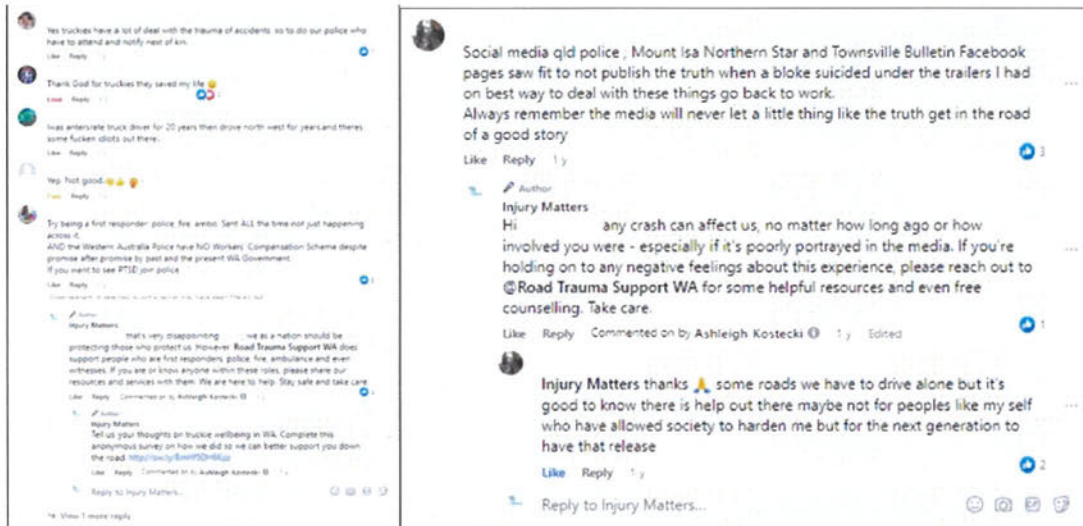 Yes truckies have a lot of deal with the trauma of accidents. so to do our police who
have to attend and notify next of kin.
Like Reply
Thank God for truckies they saved my life
Love Reply
Iwas antersrate truck driver for 20 years then drove north west for years.and theres
some fucken idiots out there.
Like Reply
Yep. Not good.
Reply
Try being a first responder: police, fire, ambo. Sent ALL the time not just happening
across it.
AND the Western Australia Police have NO Workers Compensation Scheme despite
promise after promise by past and the present WA Government.
If you want to see PTSD join police
Like Reply
Author
Injury Matters
that's very disappointing we as a nation should be
protecting those who protect us. However Road Trauma Support WA does
support people who are first responders: police, fire, ambulance and even
witnesses. If you are or know anyone within these roles, please share our
resources and services with them. We are here to help. Stay safe and take care
Like Reply Commented on by Ashleigh Kostecki
Author
Injury Matters
Tell us your thoughts on truckie wellbeing in WA. Complete this
anonymous survey on how we did so we can better support you down
the road.
Like Reply Commented on by Ashleigh Kostecki
Reply to Injury Matters...
View 1 more reply
Social media qld police , Mount Isa Northern Star and Townsville Bulletin Facebook
pages saw fit to not publish the truth when a bloke suicided under the trailers I had
on best way to deal with these things go back to work.
Always remember the media will never let a little thing like the truth get in the road
of a good story
Like Reply 1 y
3
Author
Injury Matters
Hi any crash can affect us, no matter how long ago or how
involved you were - especially if it's poorly portrayed in the media. If you're
holding on to any negative feelings about this experience, please reach out to
@Road Trauma Support WA for some helpful resources and even free
counselling. Take care.
Like Reply Commented on by Ashleigh Kostecki 1 y Edited
1
Injury Matters thanks 🙏 some roads we have to drive alone but it's
good to know there is help out there maybe not for peoples like my self
who have allowed society to harden me but for the next generation to
have that release
Like Reply 1 y
2
Reply to Injury Matters...